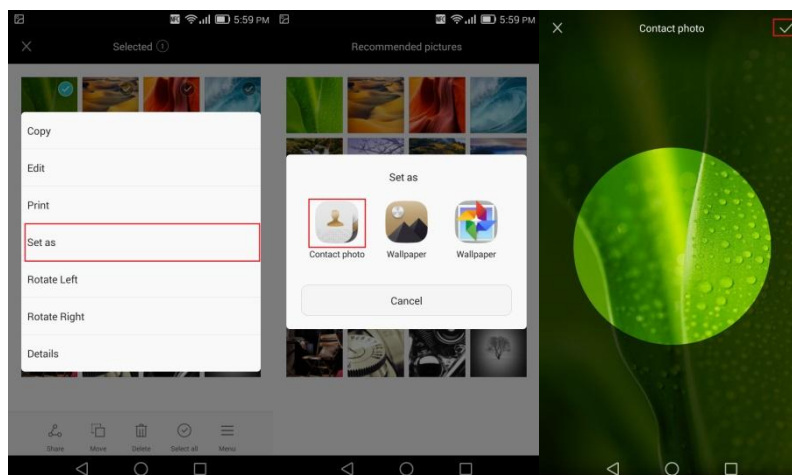 5:59 PM
Selected
Copy
Edit
Print
Set as
Rotate Left
Rotate Right
Details
Share
Move
Delete
Select all
Menu
5:59 PM
Recommended pictures
Set as
Contact photo
Wallpaper
Wallpaper
Cancel
Contact photo